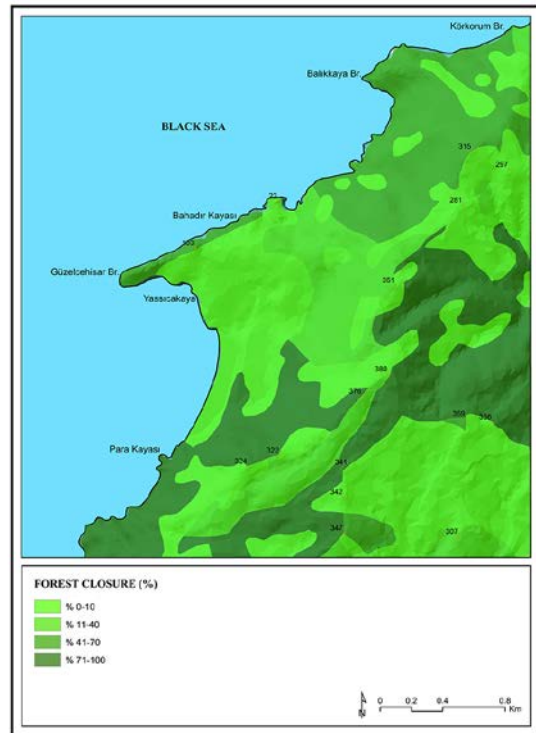 Körkorum Br.
Balıkkaya Br.
BLACK SEA
315
257
281
Bahadır Kayası
Güzelcehisar Br.
Yassıcakaya
351
388
376
359
Para Kayası
322
324
341
342
347
307
FOREST CLOSURE (%)
% 0-10
% 11-40
% 41-70
% 71-100
N
0 0.2 0.4 0.8
Km